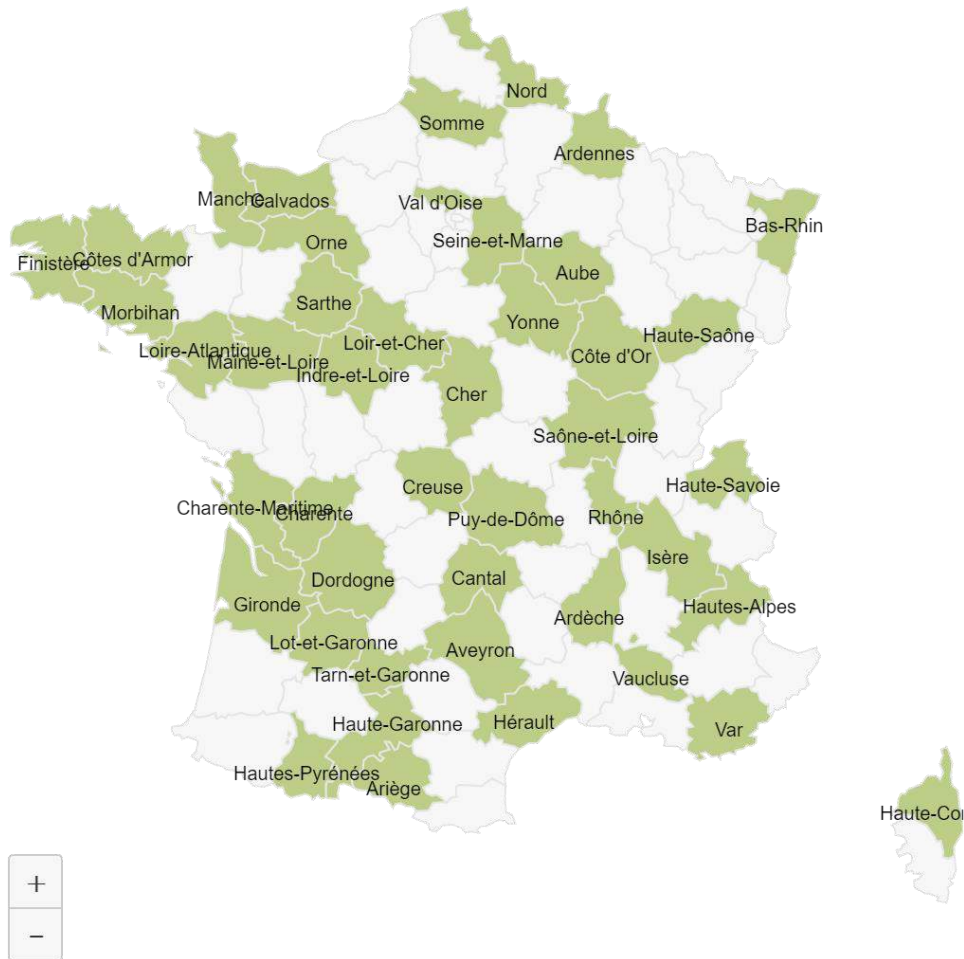 Nord
Somme
Ardennes
Manche
Calvados
Val d'Oise
Bas-Rhin
Seine-et-Marne
Orne
Finistère
Côtes d'Armor
Aube
Sarthe
Morbihan
Yonne
Haute-Saône
Loir-et-Cher
Loire-Atlantique
Côte d'Or
Maine-et-Loire
Indre-et-Loire
Cher
Saône-et-Loire
Haute-Savoie
Creuse
Charente-Maritime
Charente
Puy-de-Dôme
Rhône
Isère
Dordogne
Cantal
Gironde
Hautes-Alpes
Ardèche
Lot-et-Garonne
Aveyron
Tarn-et-Garonne
Vaucluse
Haute-Garonne
Hérault
Var
Hautes-Pyrénées
Ariège
Haute-Cor
+
−